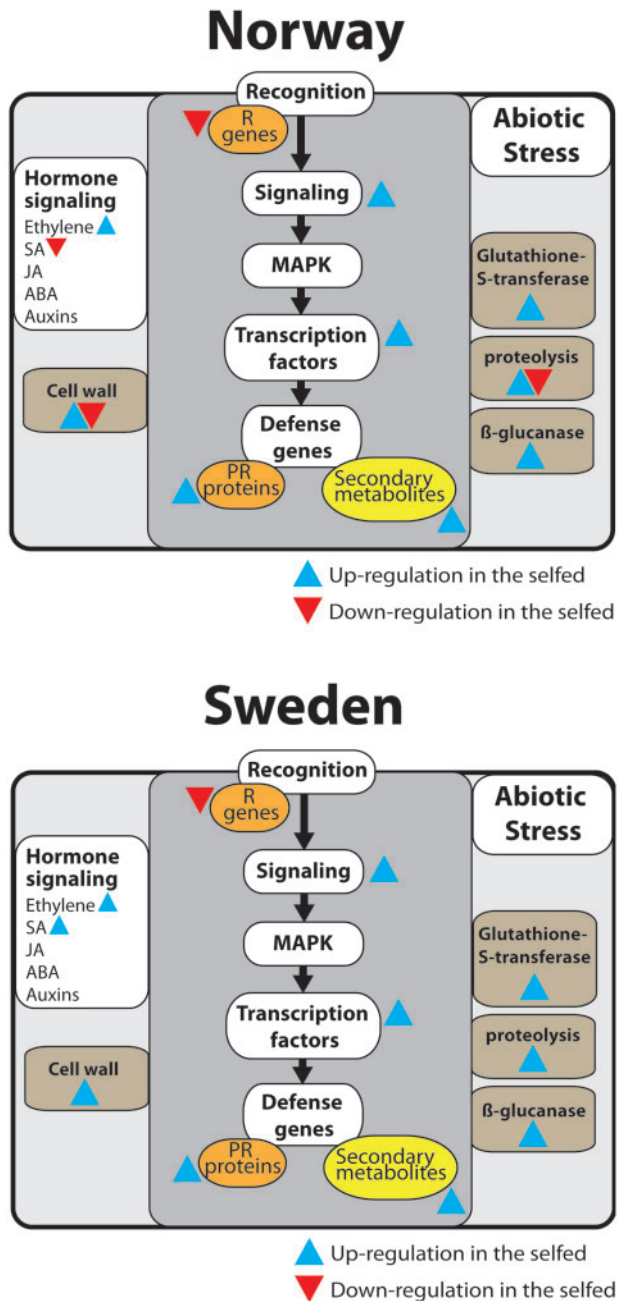 Norway
Recognition
R
genes
Abiotic
Stress
Hormone
signaling
Ethylene
SA
JA
ABA
Auxins
Signaling
MAPK
Transcription
factors
Defense
genes
PR
proteins
Secondary
metabolites
Cell wall
Glutathione-
S-transferase
proteolysis
ß-glucanase
Up-regulation in the selfed
Down-regulation in the selfed
Sweden
Recognition
R
genes
Abiotic
Stress
Hormone
signaling
Ethylene
SA
JA
ABA
Auxins
Signaling
MAPK
Transcription
factors
Defense
genes
PR
proteins
Secondary
metabolites
Cell wall
Glutathione-
S-transferase
proteolysis
ß-glucanase
Up-regulation in the selfed
Down-regulation in the selfed